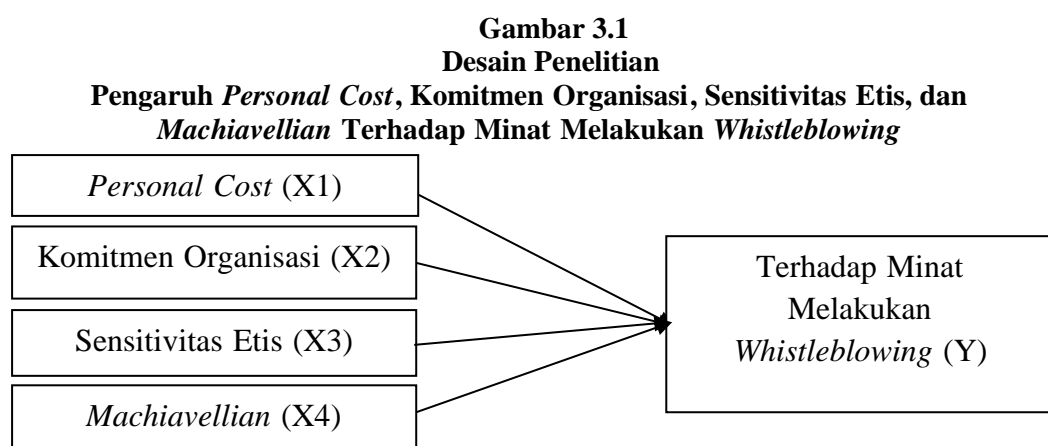 Gambar 3.1
Desain Penelitian
Pengaruh Personal Cost, Komitmen Organisasi, Sensitivitas Etis, dan
Machiavellian Terhadap Minat Melakukan Whistleblowing
Personal Cost (X1)
Komitmen Organisasi (X2)
Sensitivitas Etis (X3)
Machiavellian (X4)
Terhadap Minat
Melakukan
Whistleblowing (Y)